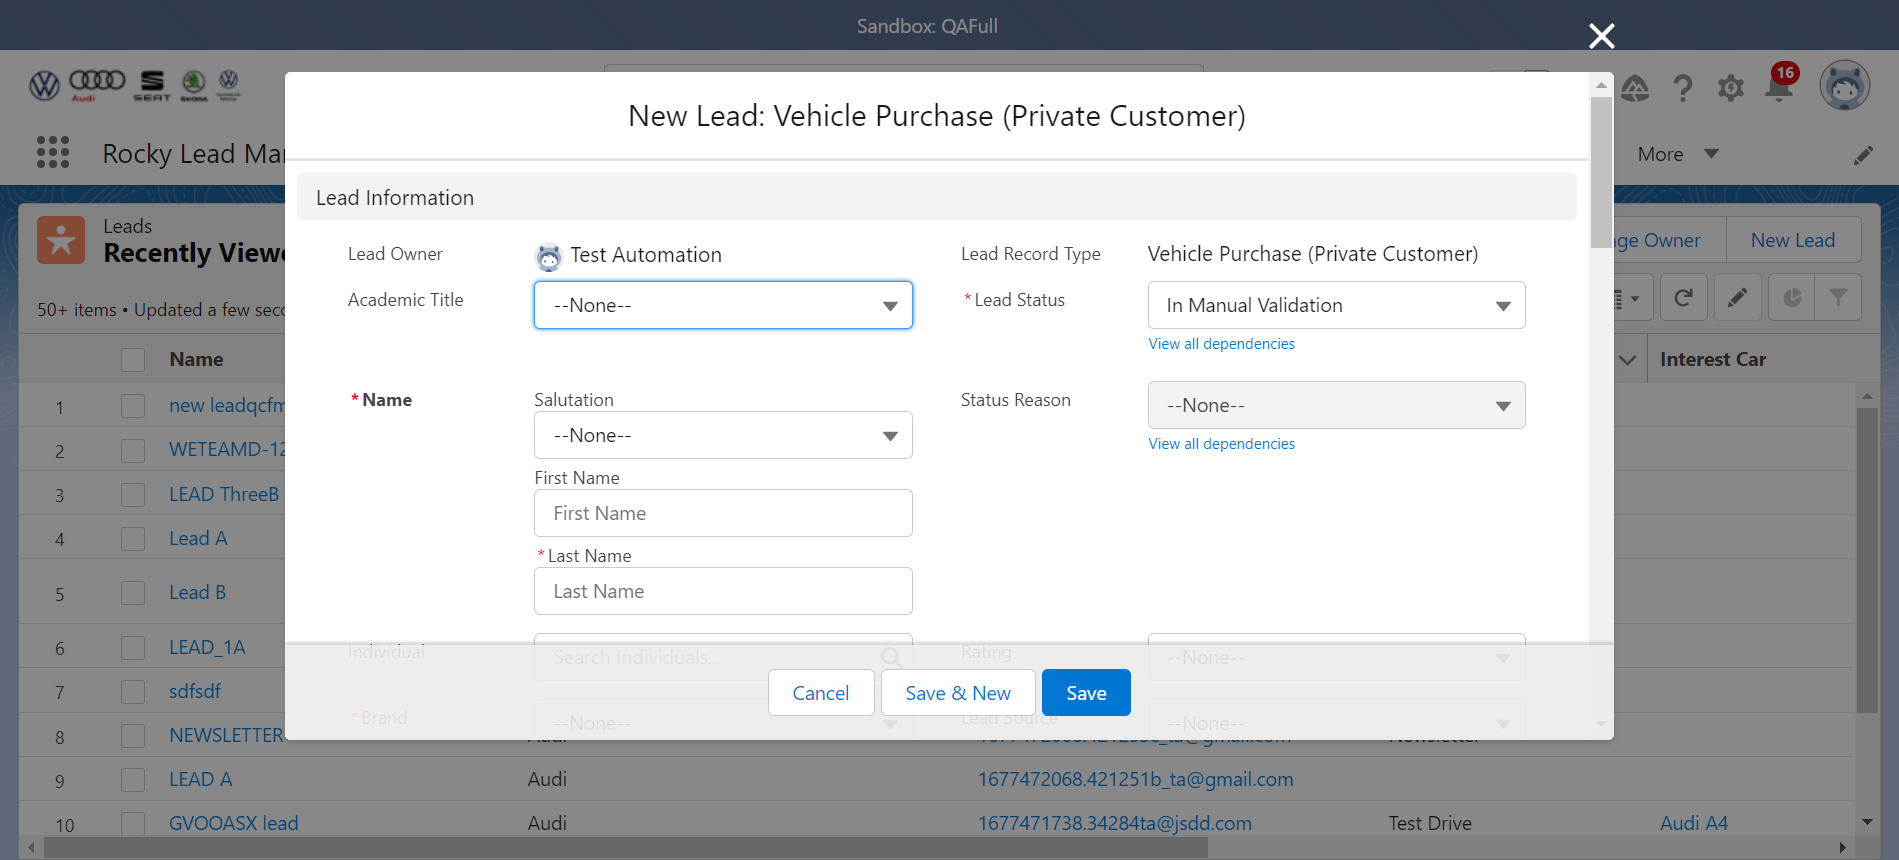 Sandbox: QAFull
Audi SEAT ŠKODA
16
Rocky Lead Ma
More
New Lead: Vehicle Purchase (Private Customer)
Lead Information
Leads
Recently View
ge Owner
New Lead
Lead Owner
Test Automation
Lead Record Type
Vehicle Purchase (Private Customer)
Academic Title
--None--
*Lead Status
In Manual Validation
View all dependencies
50+ items • Updated a few sec
Name
Interest Car
*Name
Salutation
--None--
Status Reason
--None--
View all dependencies
First Name
First Name
*Last Name
Last Name
Individual
Search Individuals...
Rating
--None--
*Brand
--None--
Lead Source
--None--
Cancel
Save & New
Save
1 new leadqcfm
2 WETEAMD-12
3 LEAD ThreeB
4 Lead A
5 Lead B
6 LEAD_1A
7 sdfsdf
8 NEWSLETTER Audi Newsletter
9 LEAD A Audi 1677472068.421251b_ta@gmail.com
10 GVOOASX lead Audi 1677471738.34284ta@jsdd.com Test Drive Audi A4